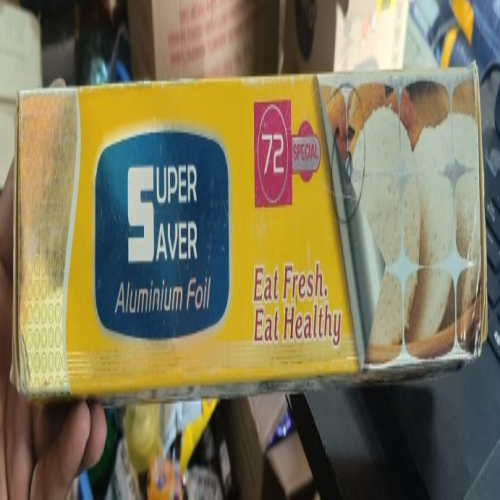 SUPER
SAVER
Aluminium Foil
72
SPECIAL
Eat Fresh.
Eat Healthy